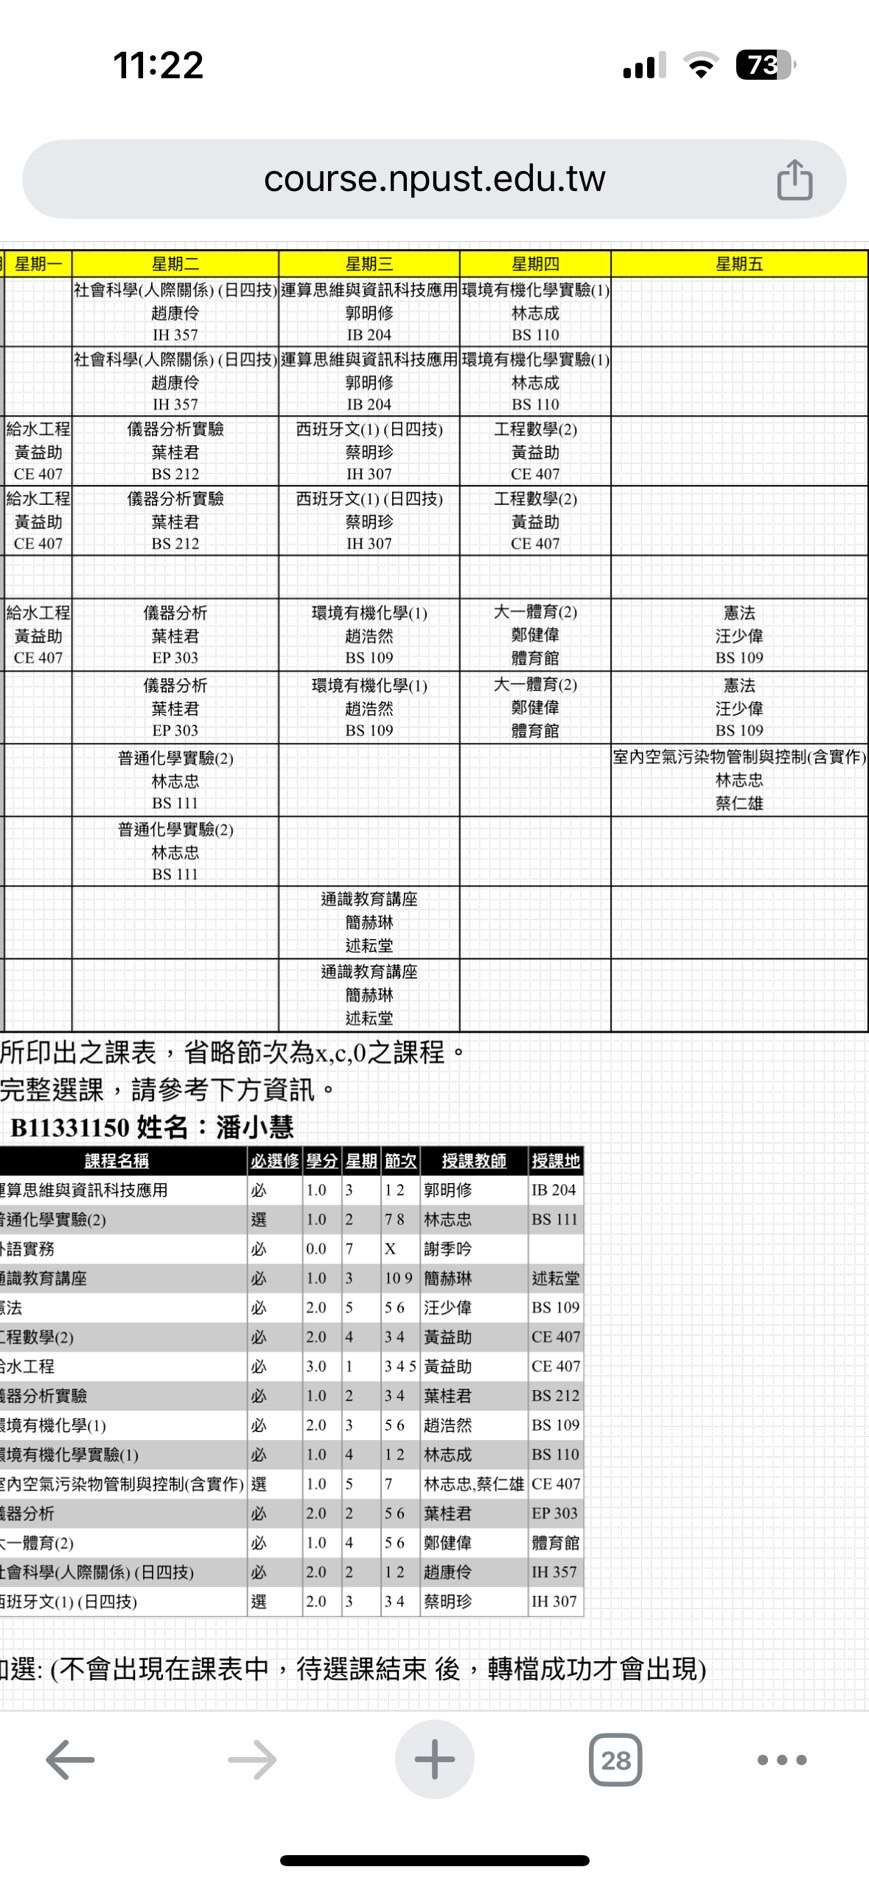 11:22
73
course.npust.edu.tw
星期一 星期二 星期三 星期四 星期五
社會科學(人際關係) (日四技) 運算思維與資訊科技應用 環境有機化學實驗(1)
趙康伶 郭明修 林志成
IH 357 IB 204 BS 110
社會科學(人際關係) (日四技) 運算思維與資訊科技應用 環境有機化學實驗(1)
趙康伶 郭明修 林志成
IH 357 IB 204 BS 110
給水工程 儀器分析實驗 西班牙文(1) (日四技) 工程數學(2)
黃益助 葉桂君 蔡明珍 黃益助
CE 407 BS 212 IH 307 CE 407
給水工程 儀器分析實驗 西班牙文(1) (日四技) 工程數學(2)
黃益助 葉桂君 蔡明珍 黃益助
CE 407 BS 212 IH 307 CE 407
給水工程 儀器分析 環境有機化學(1) 大一體育(2) 憲法
黃益助 葉桂君 趙浩然 鄭健偉 汪少偉
CE 407 EP 303 BS 109 體育館 BS 109
儀器分析 環境有機化學(1) 大一體育(2) 憲法
葉桂君 趙浩然 鄭健偉 汪少偉
EP 303 BS 109 體育館 BS 109
普通化學實驗(2) 室內空氣污染物管制與控制(含實作)
林志忠 林志忠
BS 111 蔡仁雄
普通化學實驗(2)
林志忠
BS 111
通識教育講座
簡赫琳
述耘堂
通識教育講座
簡赫琳
述耘堂
所印出之課表，省略節次為x,c,0之課程。
完整選課，請參考下方資訊。
B11331150 姓名：潘小慧
課程名稱 必選修 學分 星期 節次 授課教師 授課地
運算思維與資訊科技應用 必 1.0 3 1 2 郭明修 IB 204
普通化學實驗(2) 選 1.0 2 7 8 林志忠 BS 111
外語實務 必 0.0 7 X 謝季吟
通識教育講座 必 1.0 3 10 9 簡赫琳 述耘堂
憲法 必 2.0 5 5 6 汪少偉 BS 109
工程數學(2) 必 2.0 4 3 4 黃益助 CE 407
給水工程 必 3.0 1 3 4 5 黃益助 CE 407
儀器分析實驗 必 1.0 2 3 4 葉桂君 BS 212
環境有機化學(1) 必 2.0 3 5 6 趙浩然 BS 109
環境有機化學實驗(1) 必 1.0 4 1 2 林志成 BS 110
室內空氣污染物管制與控制(含實作) 選 1.0 5 7 林志忠,蔡仁雄 CE 407
儀器分析 必 2.0 2 5 6 葉桂君 EP 303
大一體育(2) 必 1.0 4 5 6 鄭健偉 體育館
社會科學(人際關係) (日四技) 必 2.0 2 1 2 趙康伶 IH 357
西班牙文(1) (日四技) 選 2.0 3 3 4 蔡明珍 IH 307
加選: (不會出現在課表中，待選課結束 後，轉檔成功才會出現)
28